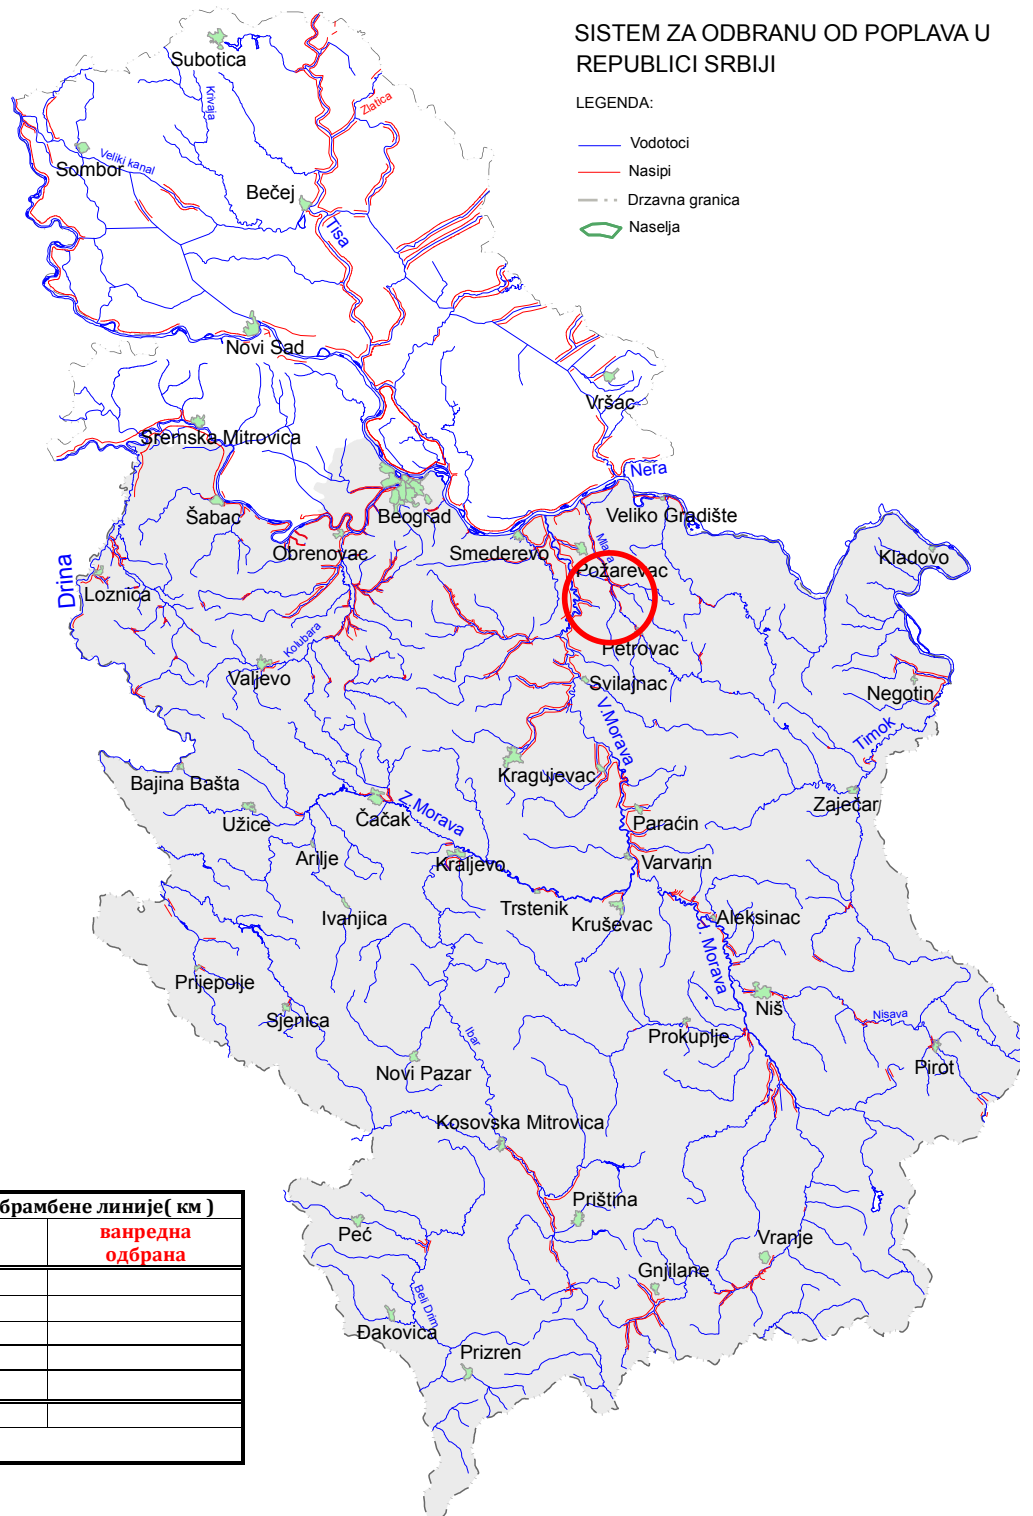 SISTEM ZA ODBRANU OD POPLAVA U
REPUBLICI SRBIJI
LEGENDA:
Vodotoci
Nasipi
Drzavna granica
Naselja
Subotica
Krivaja
Zlatica
Sombor
Veliki kanal
Bečej
Tisa
Novi Sad
Vršac
Sremska Mitrovica
Nera
Šabac
Beograd
Veliko Gradište
Obrenovac
Smederevo
Kladovo
Drina
Loznica
Požarevac
Kolubara
Petrovac
Valjevo
Svilajnac
Negotin
V.Morava
Timok
Kragujevac
Bajina Bašta
Zaječar
Užice
Čačak
Z.Morava
Paraćin
Arilje
Kraljevo
Varvarin
Ivanjica
Trstenik
Kruševac
Aleksinac
J. Morava
Prijepolje
Niš
Sjenica
Ibar
Prokuplje
Nisava
Novi Pazar
Pirot
Kosovska Mitrovica
Priština
Peć
Vranje
Gnjilane
Beli Drim
Đakovica
Prizren
брамбене линије( км )
ванредна
одбрана